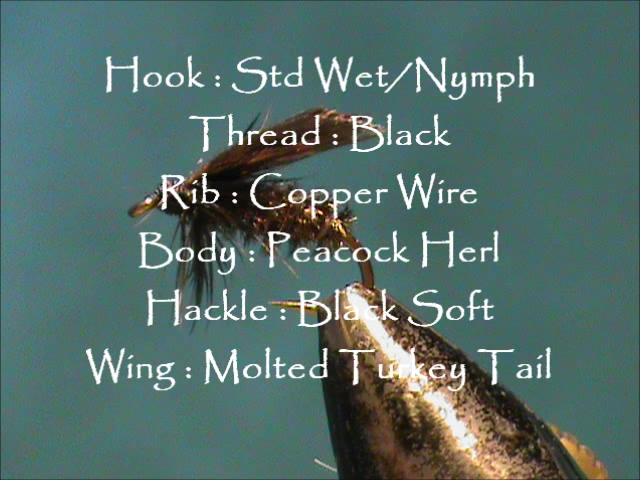 Hook : Std Wet/Nymph
Thread : Black
Rib : Copper Wire
Body : Peacock Herl
Hackle : Black Soft
Wing : Molted Turkey Tail